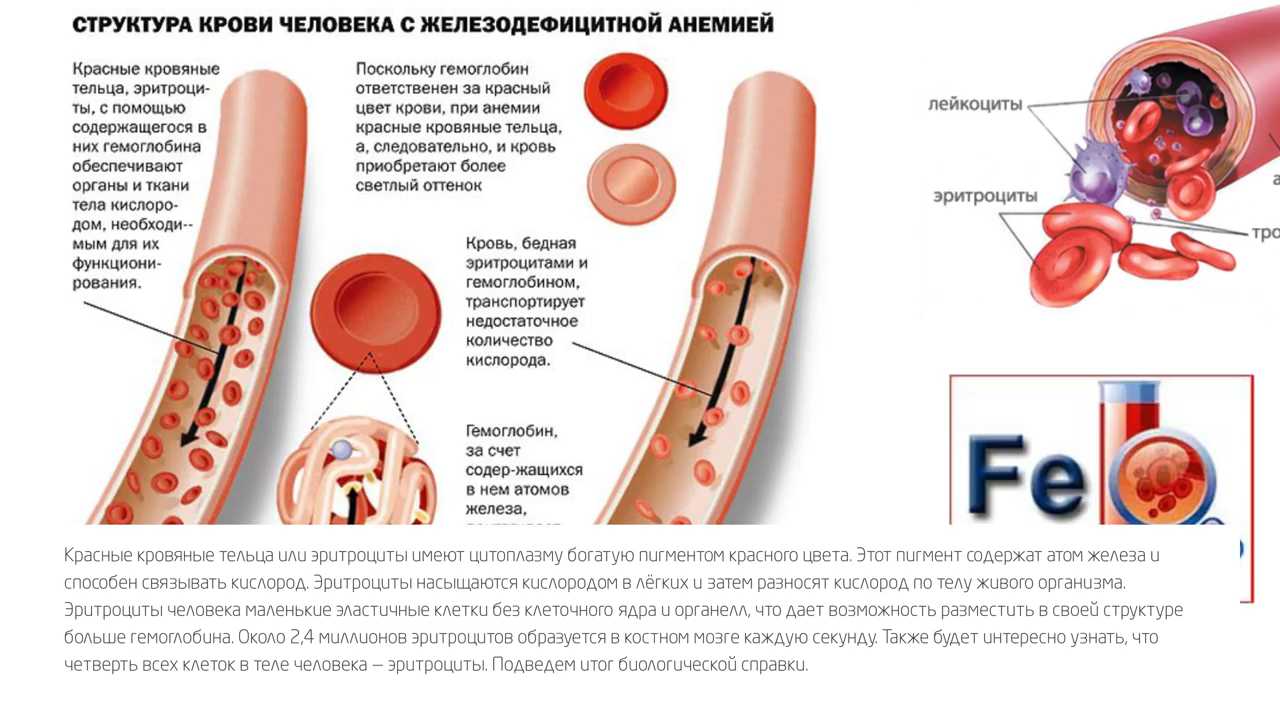 СТРУКТУРА КРОВИ ЧЕЛОВЕКА С ЖЕЛЕЗОДЕФИЦИТНОЙ АНЕМИЕЙ
Красные кровяные
тельца, эритроци-
ты, с помощью
содержащегося в
них гемоглобина
обеспечивают
органы и ткани
тела кислоро-
дом, необходи--
мым для их
функциони-
рования.
Поскольку гемоглобин
ответственен за красный
цвет крови, при анемии
красные кровяные тельца,
а, следовательно, и кровь
приобретают более
светлый оттенок
Кровь, бедная
эритроцитами и
гемоглобином,
транспортирует
недостаточное
количество
кислорода.
Гемоглобин,
за счет
содер-жащихся
в нем атомов
железа,
лейкоциты
эритроциты
а
тро
Fe
Красные кровяные тельца или эритроциты имеют цитоплазму богатую пигментом красного цвета. Этот пигмент содержат атом железа и
способен связывать кислород. Эритроциты насыщаются кислородом в лёгких и затем разносят кислород по телу живого организма.
Эритроциты человека маленькие эластичные клетки без клеточного ядра и органелл, что дает возможность разместить в своей структуре
больше гемоглобина. Около 2,4 миллионов эритроцитов образуется в костном мозге каждую секунду. Также будет интересно узнать, что
четверть всех клеток в теле человека — эритроциты. Подведем итог биологической справки.